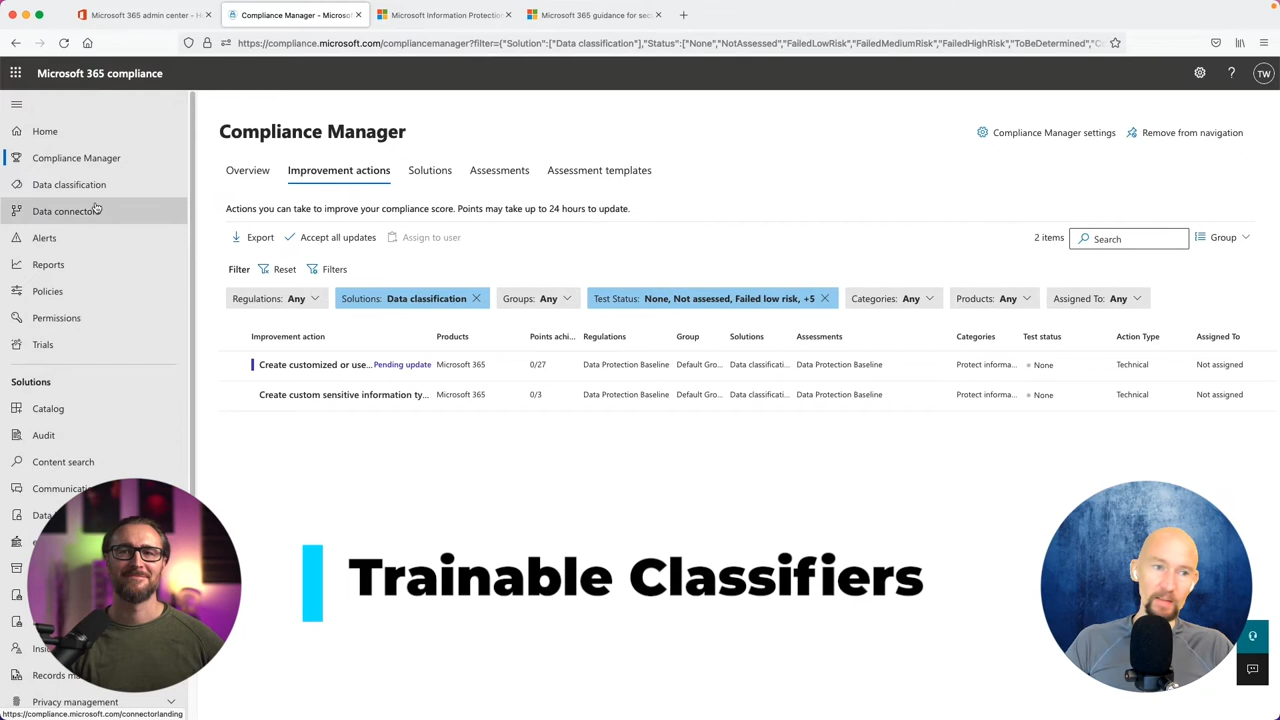 Microsoft 365 admin center - H
Compliance Manager - Microsof
Microsoft Information Protection
Microsoft 365 guidance for sec
https://compliance.microsoft.com/compliancemanager?filter={"Solution":["Data classification"],"Status":["None","NotAssessed","FailedLowRisk","FailedMediumRisk","FailedHighRisk","ToBeDetermined","C
Microsoft 365 compliance
TW
Home
Compliance Manager
Data classification
Data connectors
Alerts
Reports
Policies
Permissions
Trials
Solutions
Catalog
Audit
Content search
Communicatio
Data
Insi
Records ma
Privacy management
https://compliance.microsoft.com/connectorlanding
Compliance Manager
Compliance Manager settings
Remove from navigation
Overview Improvement actions Solutions Assessments Assessment templates
Actions you can take to improve your compliance score. Points may take up to 24 hours to update.
Export Accept all updates Assign to user
2 items Search Group
Filter Reset Filters
Regulations: Any Solutions: Data classification Groups: Any Test Status: None, Not assessed, Failed low risk, +5 Categories: Any Products: Any Assigned To: Any
Improvement action Products Points achi... Regulations Group Solutions Assessments Categories Test status Action Type Assigned To
Create customized or use... Pending update Microsoft 365 0/27 Data Protection Baseline Default Gro... Data classificati... Data Protection Baseline Protect informa... None Technical Not assigned
Create custom sensitive information ty... Microsoft 365 0/3 Data Protection Baseline Default Gro... Data classificati... Data Protection Baseline Protect informa... None Technical Not assigned
Trainable Classifiers